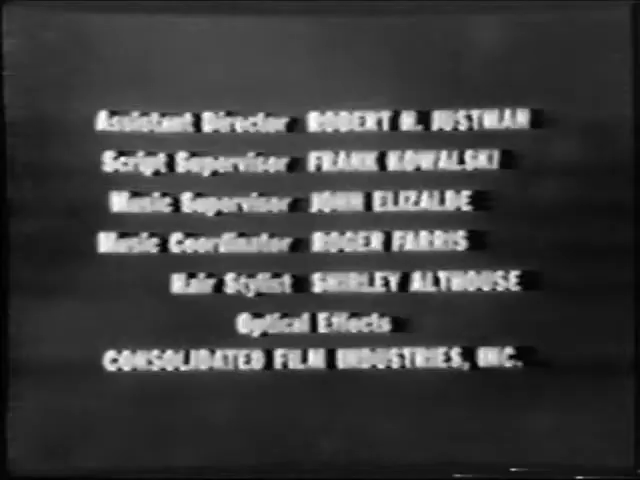 Assistant Director ROBERT H. JUSTMAN
Script Supervisor FRANK KOWALSKI
Music Supervisor JOHN ELIZALDE
Music Coordinator ROGER FARRIS
Hair Stylist SHIRLEY ALTHOUSE
Optical Effects
CONSOLIDATED FILM INDUSTRIES, INC.